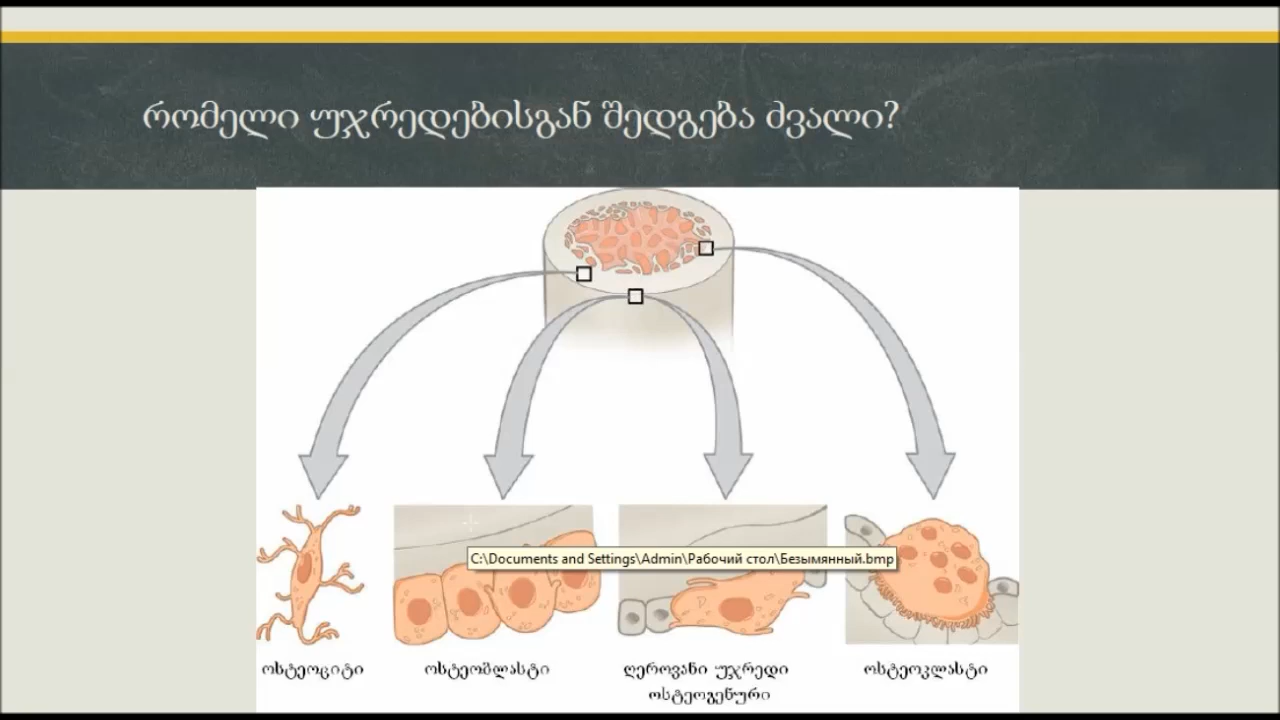 რომელი უჯრედებისგან შედგება ძვალი?
C:\Documents and Settings\Admin\Рабочий стол\Безымянный.bmp
ოსტეოციტი
ოსტეობლასტი
ღეროვანი უჯრედი
ოსტეოგენური
ოსტეოკლასტი